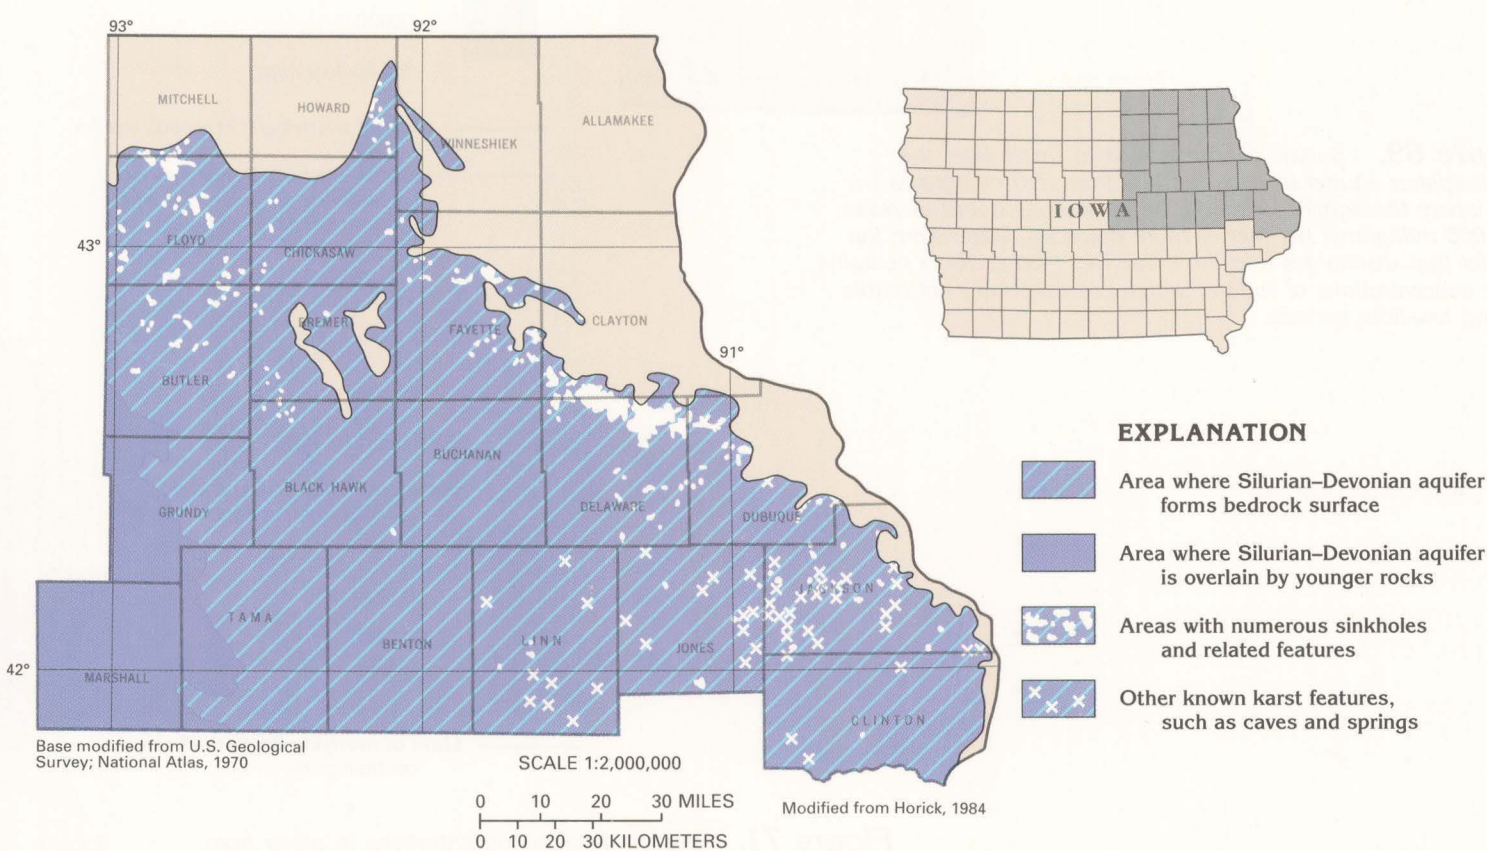 93°
92°
MITCHELL
HOWARD
WINNESHIEK
ALLAMAKEE
IOWA
43°
FLOYD
CHICKASAW
BREMER
FAYETTE
CLAYTON
91°
BUTLER
BUCHANAN
BLACK HAWK
GRUNDY
DELAWARE
DUBUQUE
TAMA
BENTON
LINN
JONES
JACKSON
42°
MARSHALL
CLINTON
EXPLANATION
Area where Silurian–Devonian aquifer
forms bedrock surface
Area where Silurian–Devonian aquifer
is overlain by younger rocks
Areas with numerous sinkholes
and related features
Other known karst features,
such as caves and springs
Base modified from U.S. Geological
Survey; National Atlas, 1970
SCALE 1:2,000,000
0 10 20 30 MILES
0 10 20 30 KILOMETERS
Modified from Horick, 1984